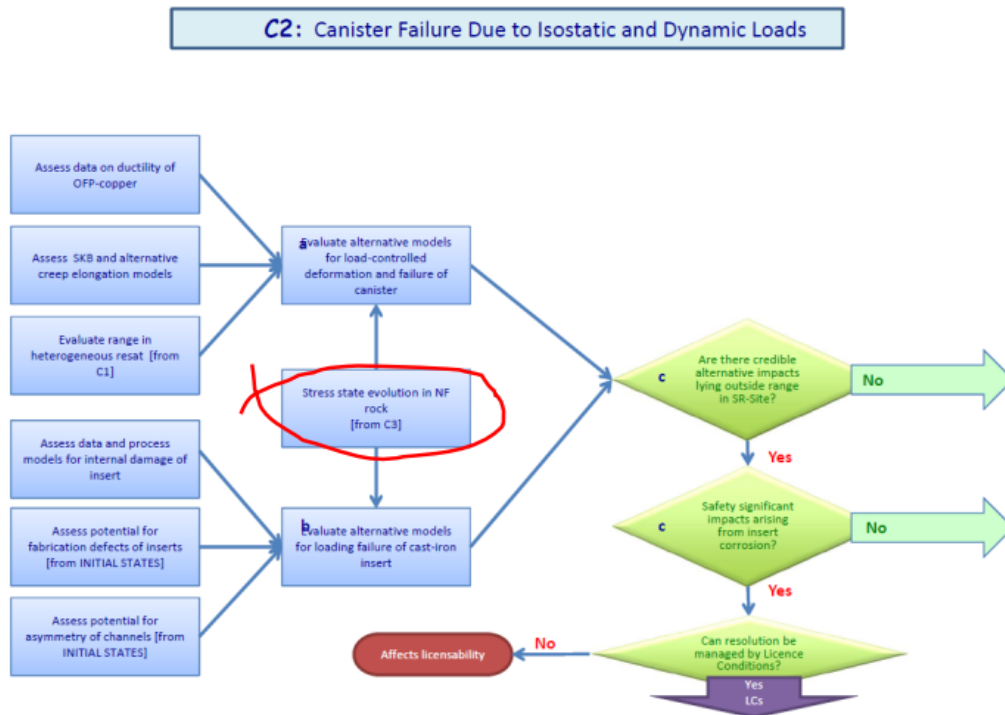 C2: Canister Failure Due to Isostatic and Dynamic Loads
Assess data on ductility of
OFP-copper
Assess SKB and alternative
creep elongation models
Evaluate range in
heterogeneous resat [from
C1]
Assess data and process
models for internal damage of
insert
Assess potential for
fabrication defects of inserts
[from INITIAL STATES]
Assess potential for
asymmetry of channels [from
INITIAL STATES]
a
Evaluate alternative models
for load-controlled
deformation and failure of
canister
Stress state evolution in NF
rock
[from C3]
b
Evaluate alternative models
for loading failure of cast-iron
insert
c
Are there credible
alternative impacts
lying outside range
in SR-Site?
No
Yes
c
Safety significant
impacts arising
from insert
corrosion?
No
Yes
Can resolution be
managed by Licence
Conditions?
No
Affects licensability
Yes
LCs